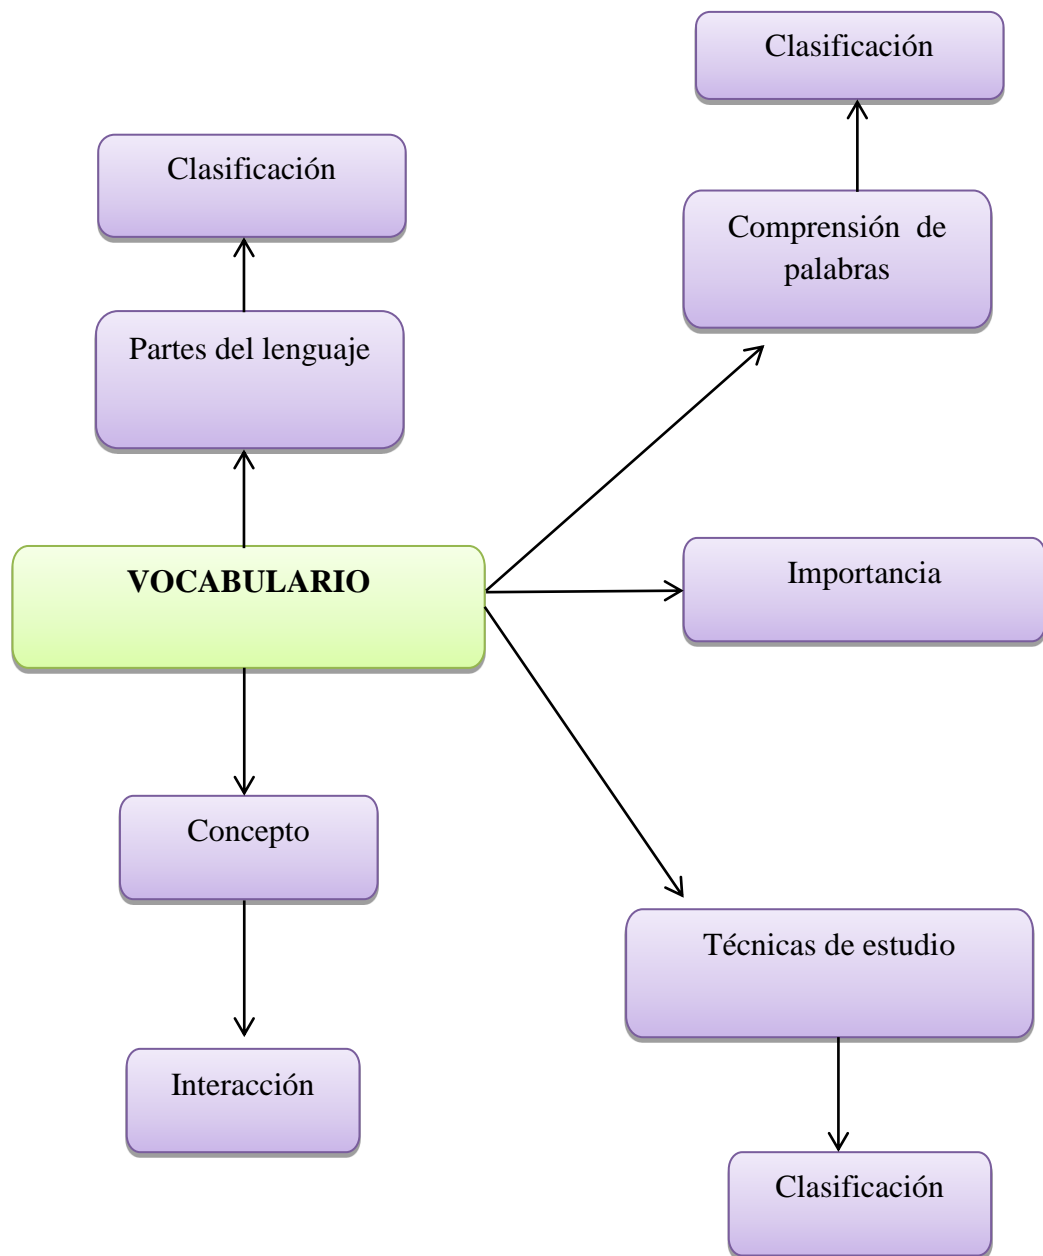 Clasificación
Clasificación
Comprensión de
palabras
Partes del lenguaje
VOCABULARIO
Importancia
Concepto
Técnicas de estudio
Interacción
Clasificación